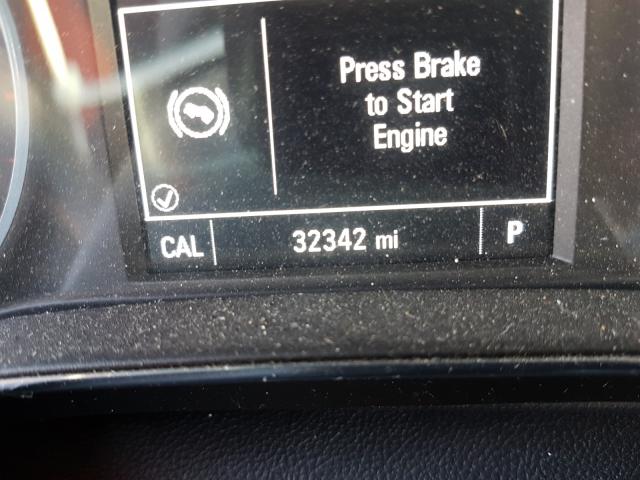 Press Brake
to Start
Engine
CAL 32342 mi P